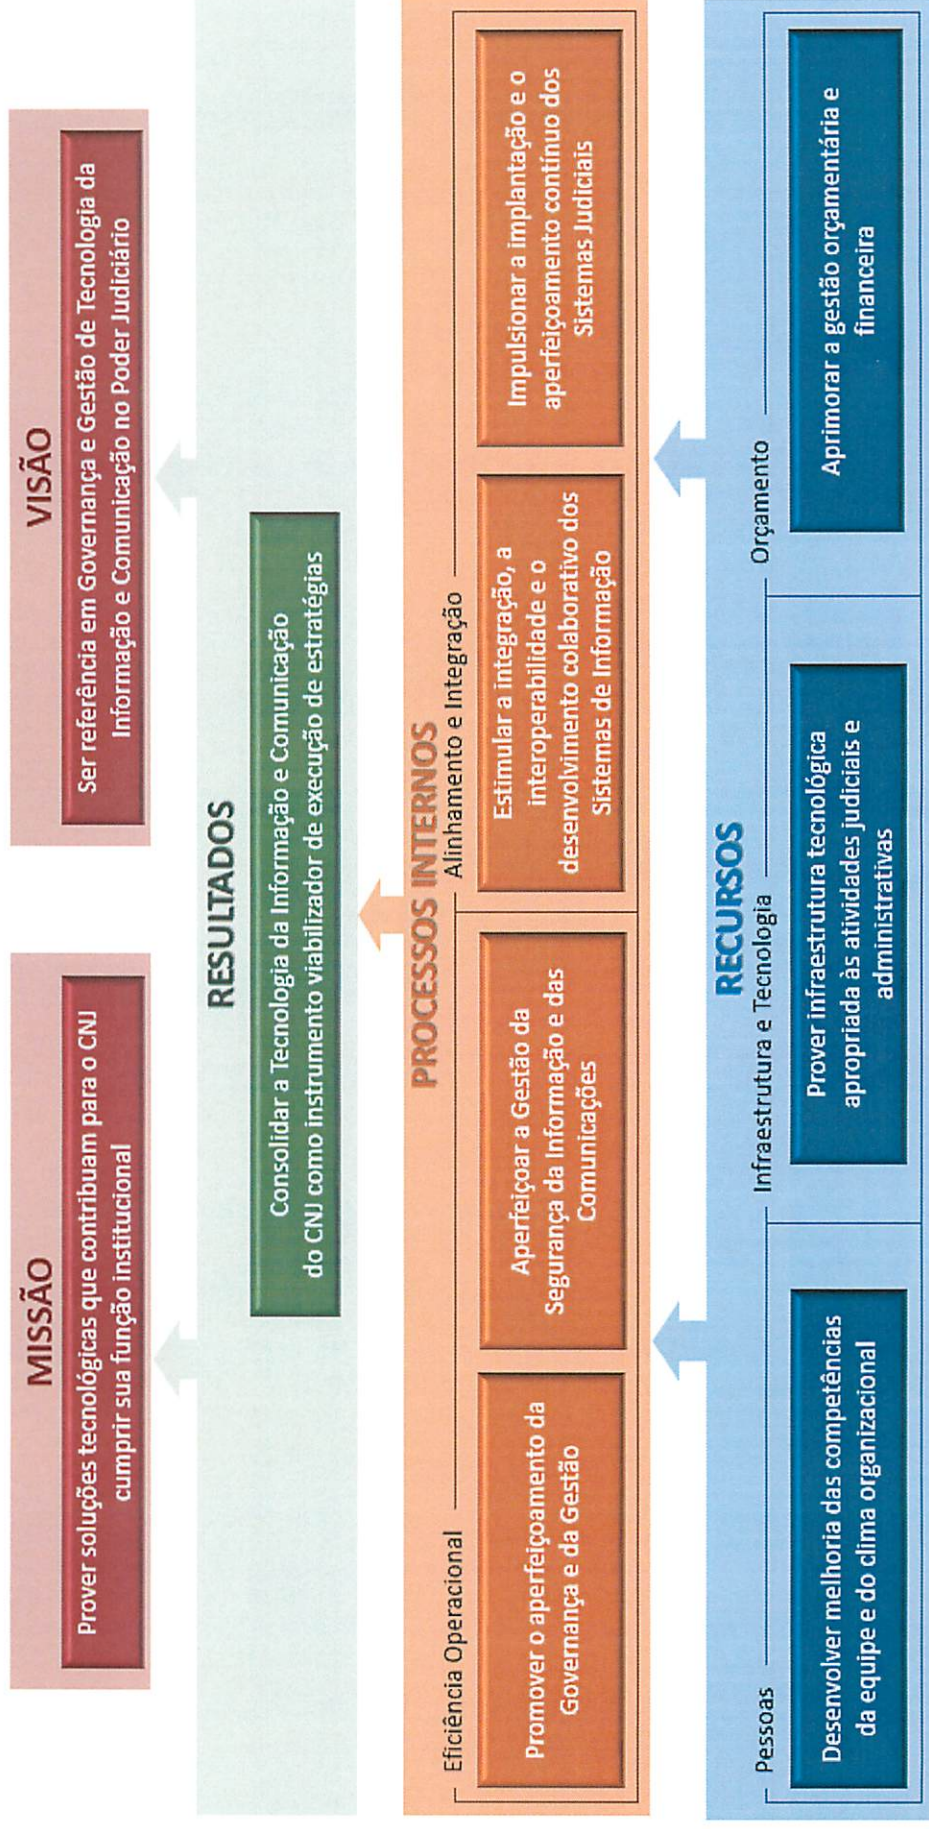 MISSÃO
Prover soluções tecnológicas que contribuam para o CNJ
cumprir sua função institucional
VISÃO
Ser referência em Governança e Gestão de Tecnologia da
Informação e Comunicação no Poder Judiciário
RESULTADOS
Consolidar a Tecnologia da Informação e Comunicação
do CNJ como instrumento viabilizador de execução de estratégias
PROCESSOS INTERNOS
Eficiência Operacional
Promover o aperfeiçoamento da
Governança e da Gestão
Aperfeiçoar a Gestão da
Segurança da Informação e das
Comunicações
Alinhamento e Integração
Estimular a integração, a
interoperabilidade e o
desenvolvimento colaborativo dos
Sistemas de Informação
Impulsionar a implantação e o
aperfeiçoamento contínuo dos
Sistemas Judiciais
RECURSOS
Pessoas
Desenvolver melhoria das competências
da equipe e do clima organizacional
Infraestrutura e Tecnologia
Prover infraestrutura tecnológica
apropriada às atividades judiciais e
administrativas
Orçamento
Aprimorar a gestão orçamentária e
financeira